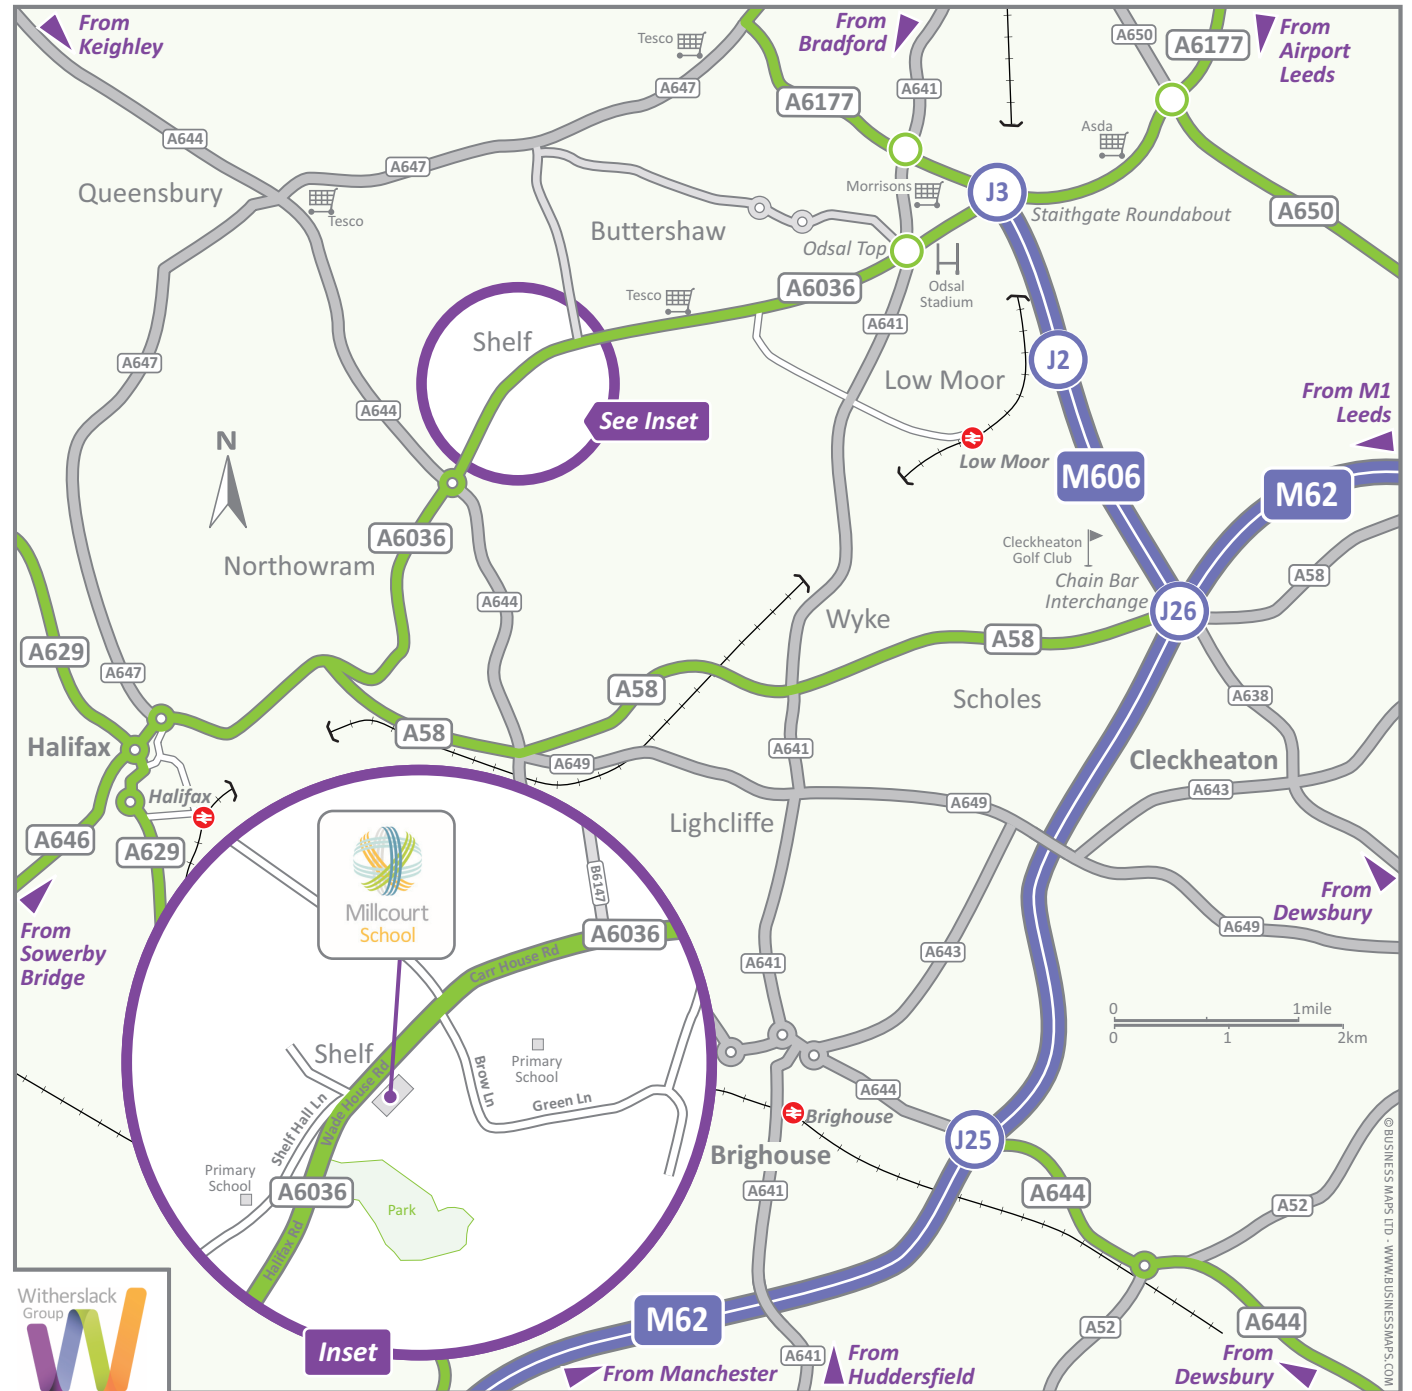 From
Keighley
Tesco
A647
From
Bradford
A641
A650
A6177
From
Airport
Leeds
A6177
A644
Asda
A647
Queensbury
Tesco
Morrisons
J3
Staithgate Roundabout
A650
Buttershaw
Odsal Top
Odsal
Stadium
A6036
Tesco
A641
Shelf
J2
A647
Low Moor
A644
See Inset
From M1
Leeds
N
Low Moor
M606
M62
A6036
Cleckheaton
Golf Club
Northowram
Chain Bar
Interchange
A58
A644
J26
Wyke
A58
A629
A647
A58
A638
Scholes
A58
Halifax
A641
A649
Cleckheaton
Halifax
A643
A649
Lighcliffe
A646
A629
Millcourt
School
B6147
From
Dewsbury
From
Sowerby
Bridge
A6036
A649
Carr House Rd
A641
A643
0
1mile
0
1
2km
Shelf
Primary
School
Wade House Rd
Brow Ln
Green Ln
Shelf Hall Ln
A644
Brighouse
J25
Brighouse
Primary
School
A6036
A641
A644
Park
A52
Halifax Rd
Witherslack
Group
M62
A52
A644
Inset
A641
From
Huddersfield
From Manchester
From
Dewsbury
© BUSINESS MAPS LTD - WWW.BUSINESSMAPS.COM